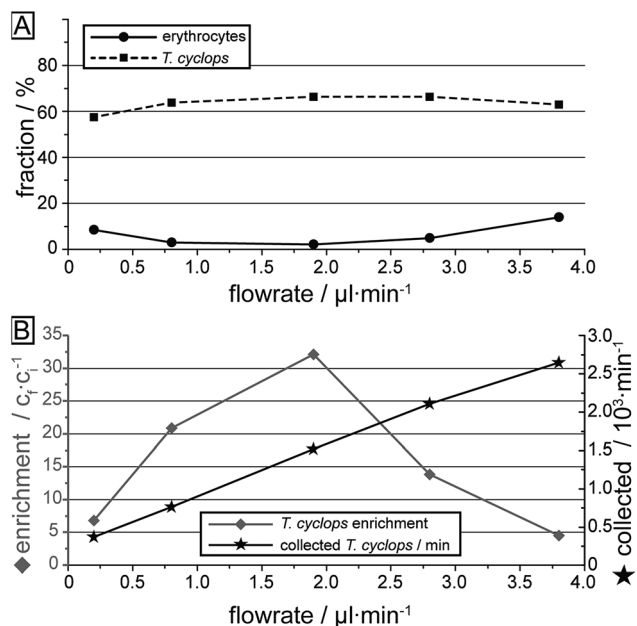 A
erythrocytes
T. cyclops
fraction / %
80
60
40
20
0
0 0.5 1.0 1.5 2.0 2.5 3.0 3.5 4.0
flowrate / µl·min⁻¹
B
enrichment / c_f·c_i⁻¹
35
30
25
20
15
10
5
0
3.0
2.5
2.0
1.5
1.0
0.5
0
collected / 10³·min⁻¹
T. cyclops enrichment
collected T. cyclops / min
0 0.5 1.0 1.5 2.0 2.5 3.0 3.5 4.0
flowrate / µl·min⁻¹